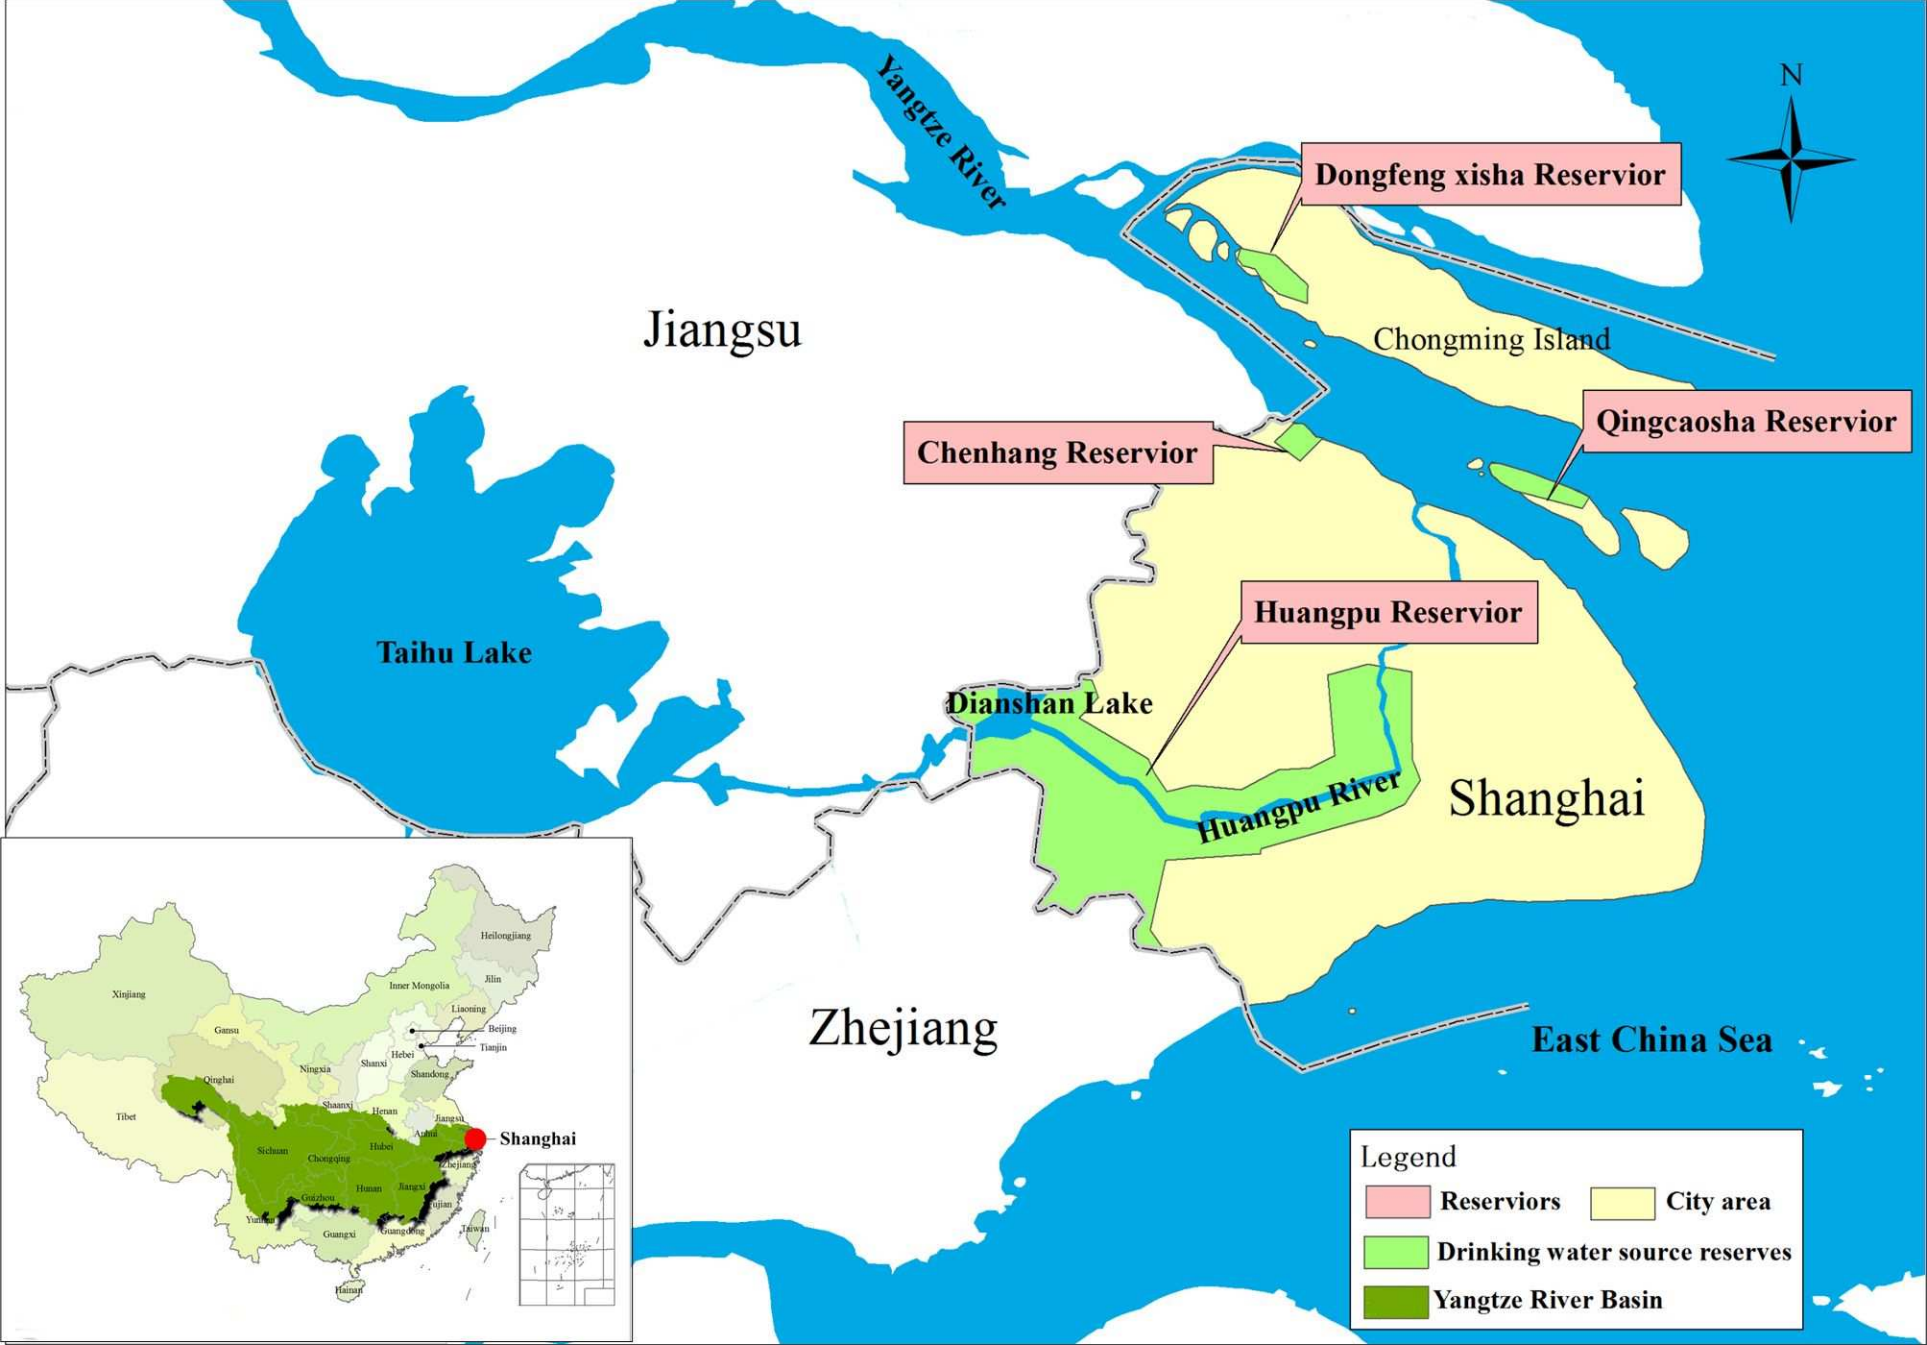 N
Yangtze River
Dongfeng xisha Reservior
Jiangsu
Chongming Island
Qingcaosha Reservior
Chenhang Reservior
Huangpu Reservior
Taihu Lake
Dianshan Lake
Huangpu River
Shanghai
Zhejiang
East China Sea
Heilongjiang
Jilin
Inner Mongolia
Xinjiang
Liaoning
Gansu
Beijing
Tianjin
Hebei
Shanxi
Ningxia
Shandong
Qinghai
Shaanxi
Henan
Tibet
Jiangsu
Anhui
Shanghai
Hubei
Sichuan
Chongqing
Zhejiang
Hunan
Jiangxi
Guizhou
ujian
Yunnan
Guangxi
Guangdong
Taiwan
Hainan
Legend
Reserviors
City area
Drinking water source reserves
Yangtze River Basin